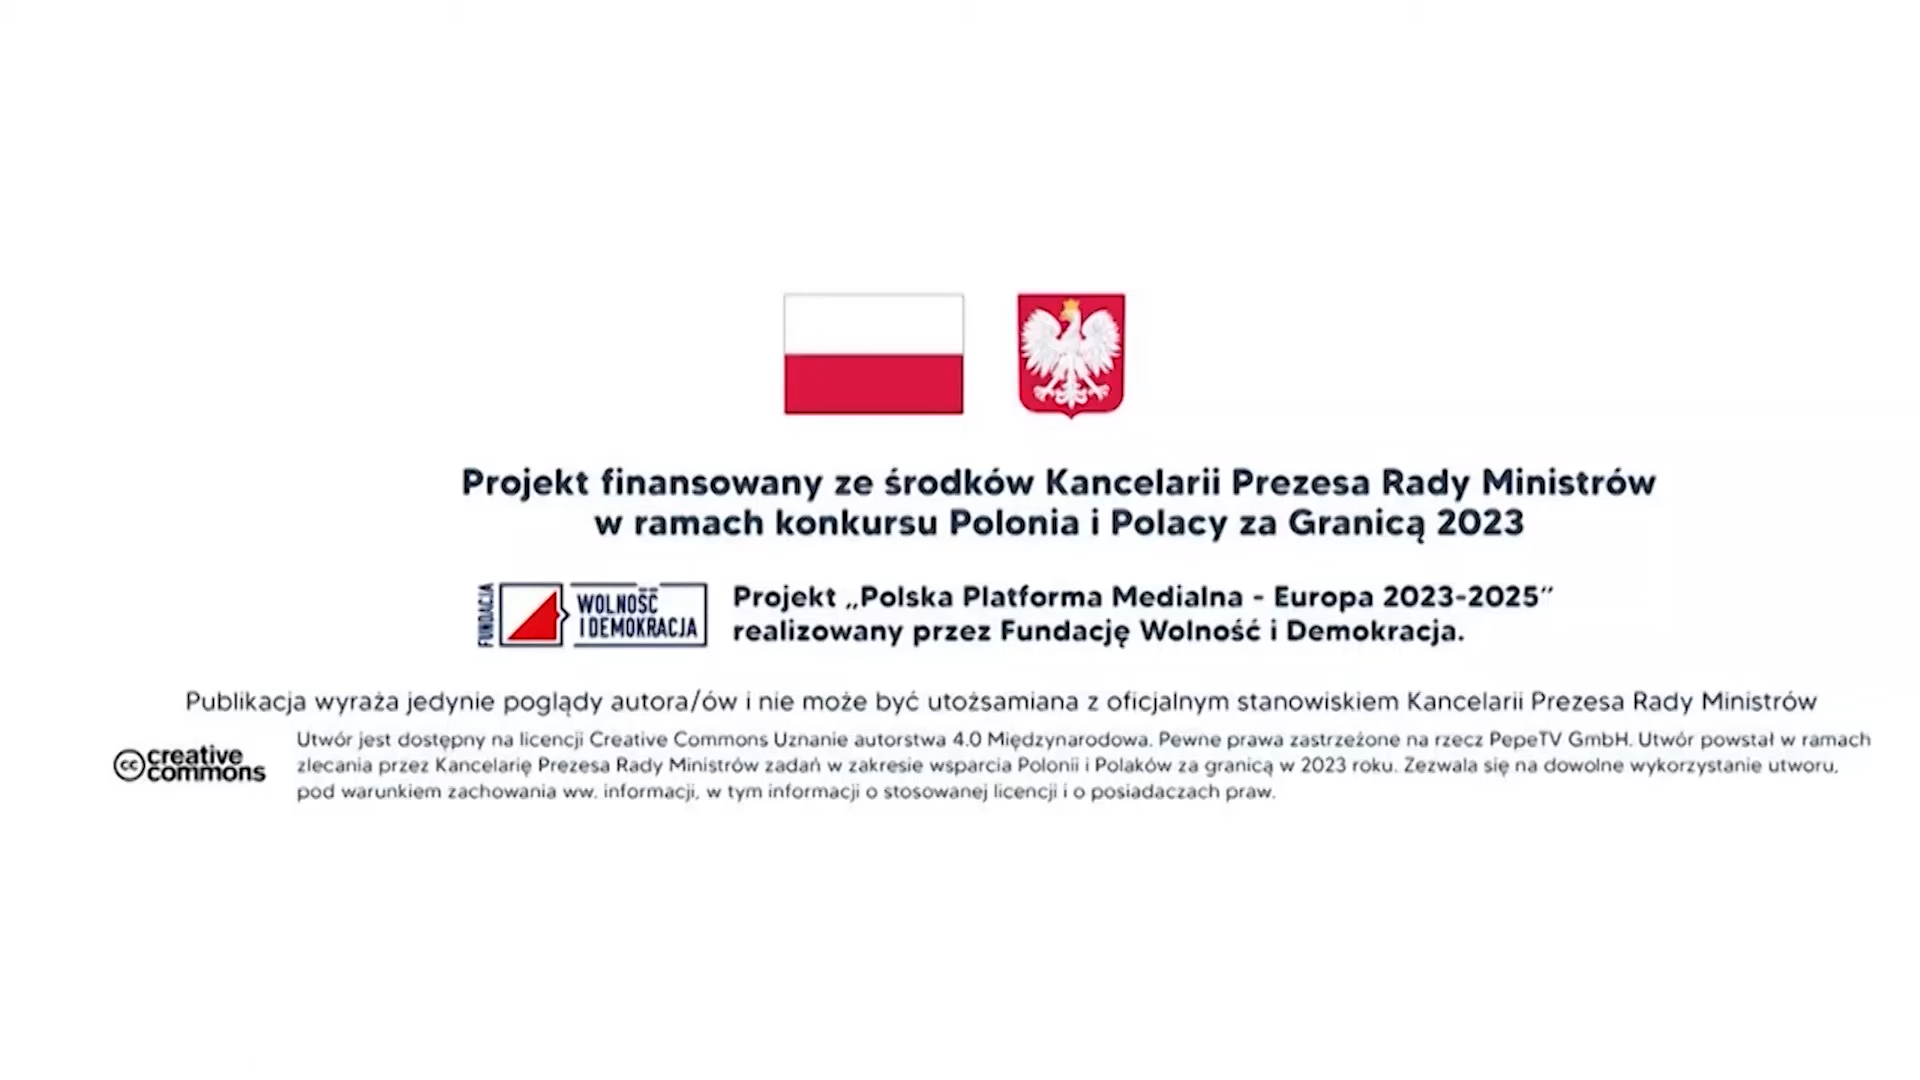 Projekt finansowany ze środków Kancelarii Prezesa Rady Ministrów
w ramach konkursu Polonia i Polacy za Granicą 2023
FUNDACJA
WOLNOŚĆ
I DEMOKRACJA
Projekt „Polska Platforma Medialna - Europa 2023-2025”
realizowany przez Fundację Wolność i Demokracja.
Publikacja wyraża jedynie poglądy autora/ów i nie może być utożsamiana z oficjalnym stanowiskiem Kancelarii Prezesa Rady Ministrów
cc creative
commons
Utwór jest dostępny na licencji Creative Commons Uznanie autorstwa 4.0 Międzynarodowa. Pewne prawa zastrzeżone na rzecz PepeTV GmbH. Utwór powstał w ramach
zlecania przez Kancelarię Prezesa Rady Ministrów zadań w zakresie wsparcia Polonii i Polaków za granicą w 2023 roku. Zezwala się na dowolne wykorzystanie utworu,
pod warunkiem zachowania ww. informacji, w tym informacji o stosowanej licencji i o posiadaczach praw.